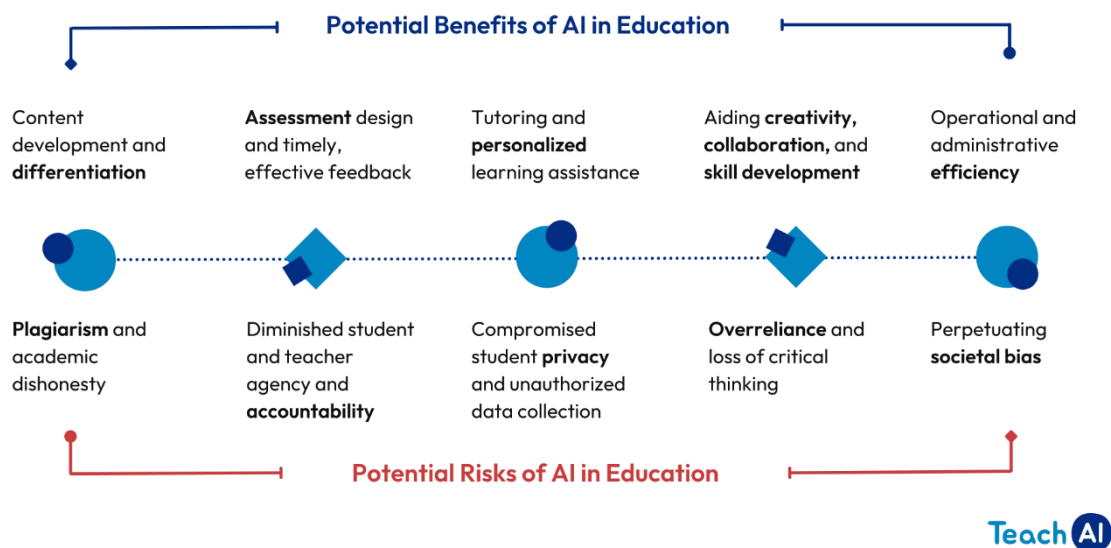 Potential Benefits of AI in Education
Content
development and
differentiation
Assessment design
and timely,
effective feedback
Tutoring and
personalized
learning assistance
Aiding creativity,
collaboration, and
skill development
Operational and
administrative
efficiency
Plagiarism and
academic
dishonesty
Diminished student
and teacher
agency and
accountability
Compromised
student privacy
and unauthorized
data collection
Overreliance and
loss of critical
thinking
Perpetuating
societal bias
Potential Risks of AI in Education
Teach AI